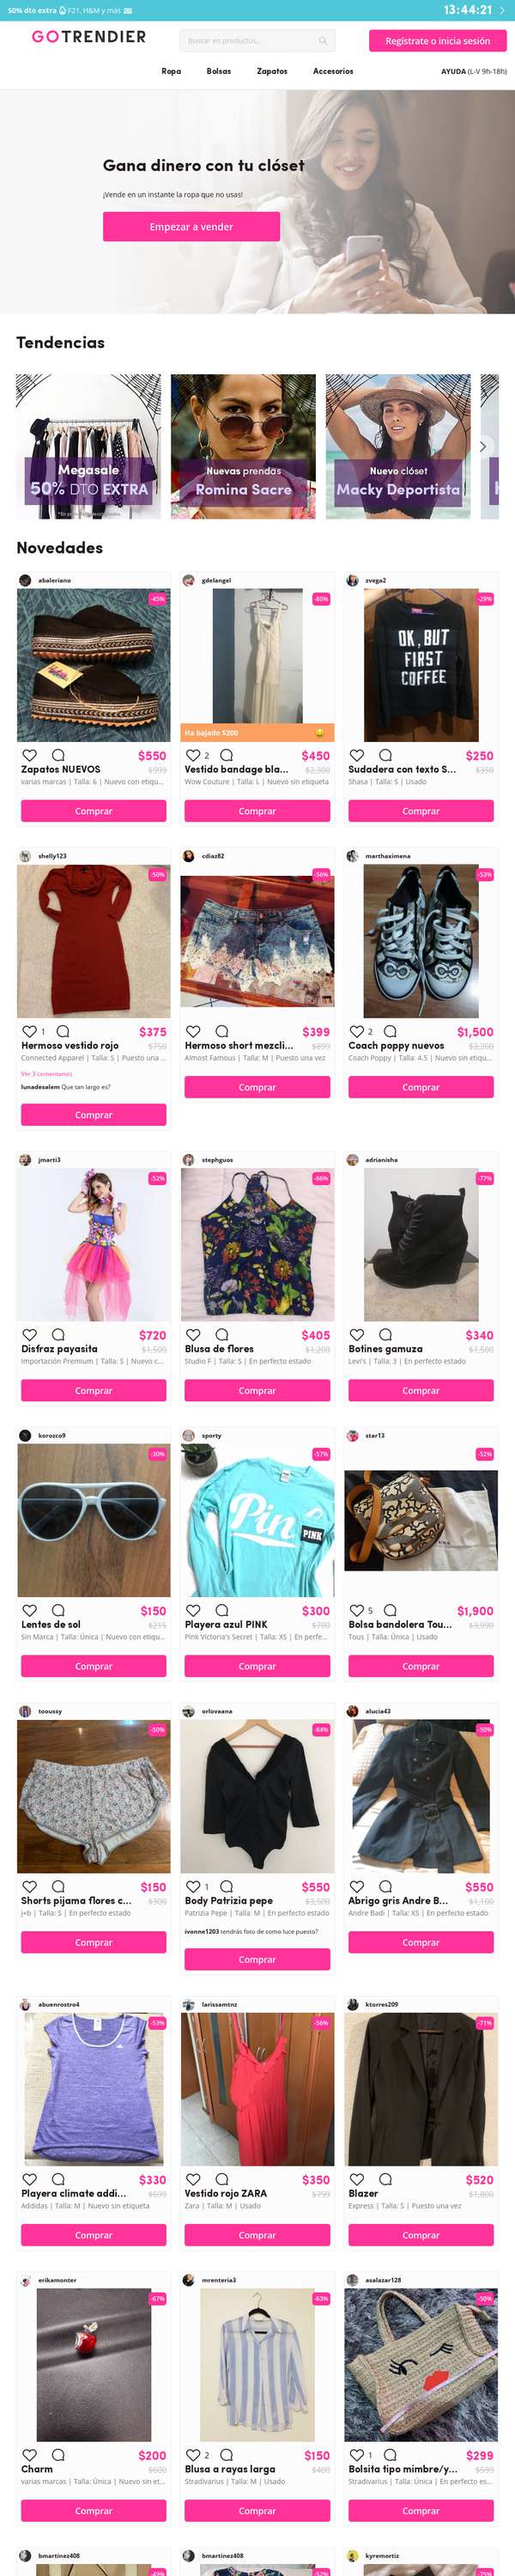 50% dto extra F21, H&M y más
13:44:21
GOTRENDIER
Buscar en productos...
Regístrate o inicia sesión
Ropa Bolsas Zapatos Accesorios
AYUDA (L-V 9h-18h)
Gana dinero con tu clóset
¡Vende en un instante la ropa que no usas!
Empezar a vender
Tendencias
Megasale
50% DTO EXTRA
Nuevas prendas
Romina Sacre
Nuevo clóset
Macky Deportista
Novedades
abaleriano
-45%
$550
Zapatos NUEVOS $999
varias marcas | Talla: 6 | Nuevo con etiqu...
Comprar
gdelangel
-80%
Ha bajado $200
2 $450
Vestido bandage bla... $2,300
Wow Couture | Talla: L | Nuevo sin etiqueta
Comprar
zvega2
-29%
OK, BUT
FIRST
COFFEE
$250
Sudadera con texto S... $350
Shasa | Talla: S | Usado
Comprar
shelly123
-50%
1 $375
Hermoso vestido rojo $750
Connected Apparel | Talla: S | Puesto una ...
Ver 3 comentarios
lunadesalem Que tan largo es?
Comprar
cdiaz82
-56%
$399
Hermoso short mezcli... $899
Almost Famous | Talla: M | Puesto una vez
Comprar
marthaximena
-53%
2 $1,500
Coach poppy nuevos $3,200
Coach Poppy | Talla: 4.5 | Nuevo sin etiqu...
Comprar
jmarti3
-52%
$720
Disfraz payasita $1,500
Importación Premium | Talla: S | Nuevo c...
Comprar
stephguos
-66%
$405
Blusa de flores $1,200
Studio F | Talla: S | En perfecto estado
Comprar
adrianisha
-77%
$340
Botines gamuza $1,500
Levi's | Talla: 3 | En perfecto estado
Comprar
korozco9
-30%
$150
Lentes de sol $215
Sin Marca | Talla: Única | Nuevo con etiqu...
Comprar
sporty
-57%
Pink
PINK
$300
Playera azul PINK $700
Pink Victoria's Secret | Talla: XS | En perfe...
Comprar
star13
-52%
5 $1,900
Bolsa bandolera Tou... $3,990
Tous | Talla: Única | Usado
Comprar
tooussy
-50%
$150
Shorts pijama flores c... $300
j+b | Talla: S | En perfecto estado
Comprar
orlovaana
-84%
1 $550
Body Patrizia pepe $3,500
Patrizia Pepe | Talla: M | En perfecto estado
ivonne1203 tendrás foto de como luce puesto?
Comprar
alucia43
-50%
$550
Abrigo gris Andre B... $1,100
Andre Badi | Talla: XS | En perfecto estado
Comprar
abuenrostro4
-53%
$330
Playera climate addi... $699
Addidas | Talla: M | Nuevo sin etiqueta
Comprar
larissamtnz
-56%
$350
Vestido rojo ZARA $799
Zara | Talla: M | Usado
Comprar
ktorres209
-71%
$520
Blazer $1,800
Express | Talla: S | Puesto una vez
Comprar
erikamonter
-67%
$200
Charm $600
varias marcas | Talla: Única | Nuevo sin et...
Comprar
mrenteria3
-63%
2 $150
Blusa a rayas larga $400
Stradivarius | Talla: M | Usado
Comprar
asalazar128
-50%
1 $299
Bolsita tipo mimbre/y... $599
Stradivarius | Talla: Única | En perfecto es...
Comprar
bmartinez408
bmartinez408
kyremortiz